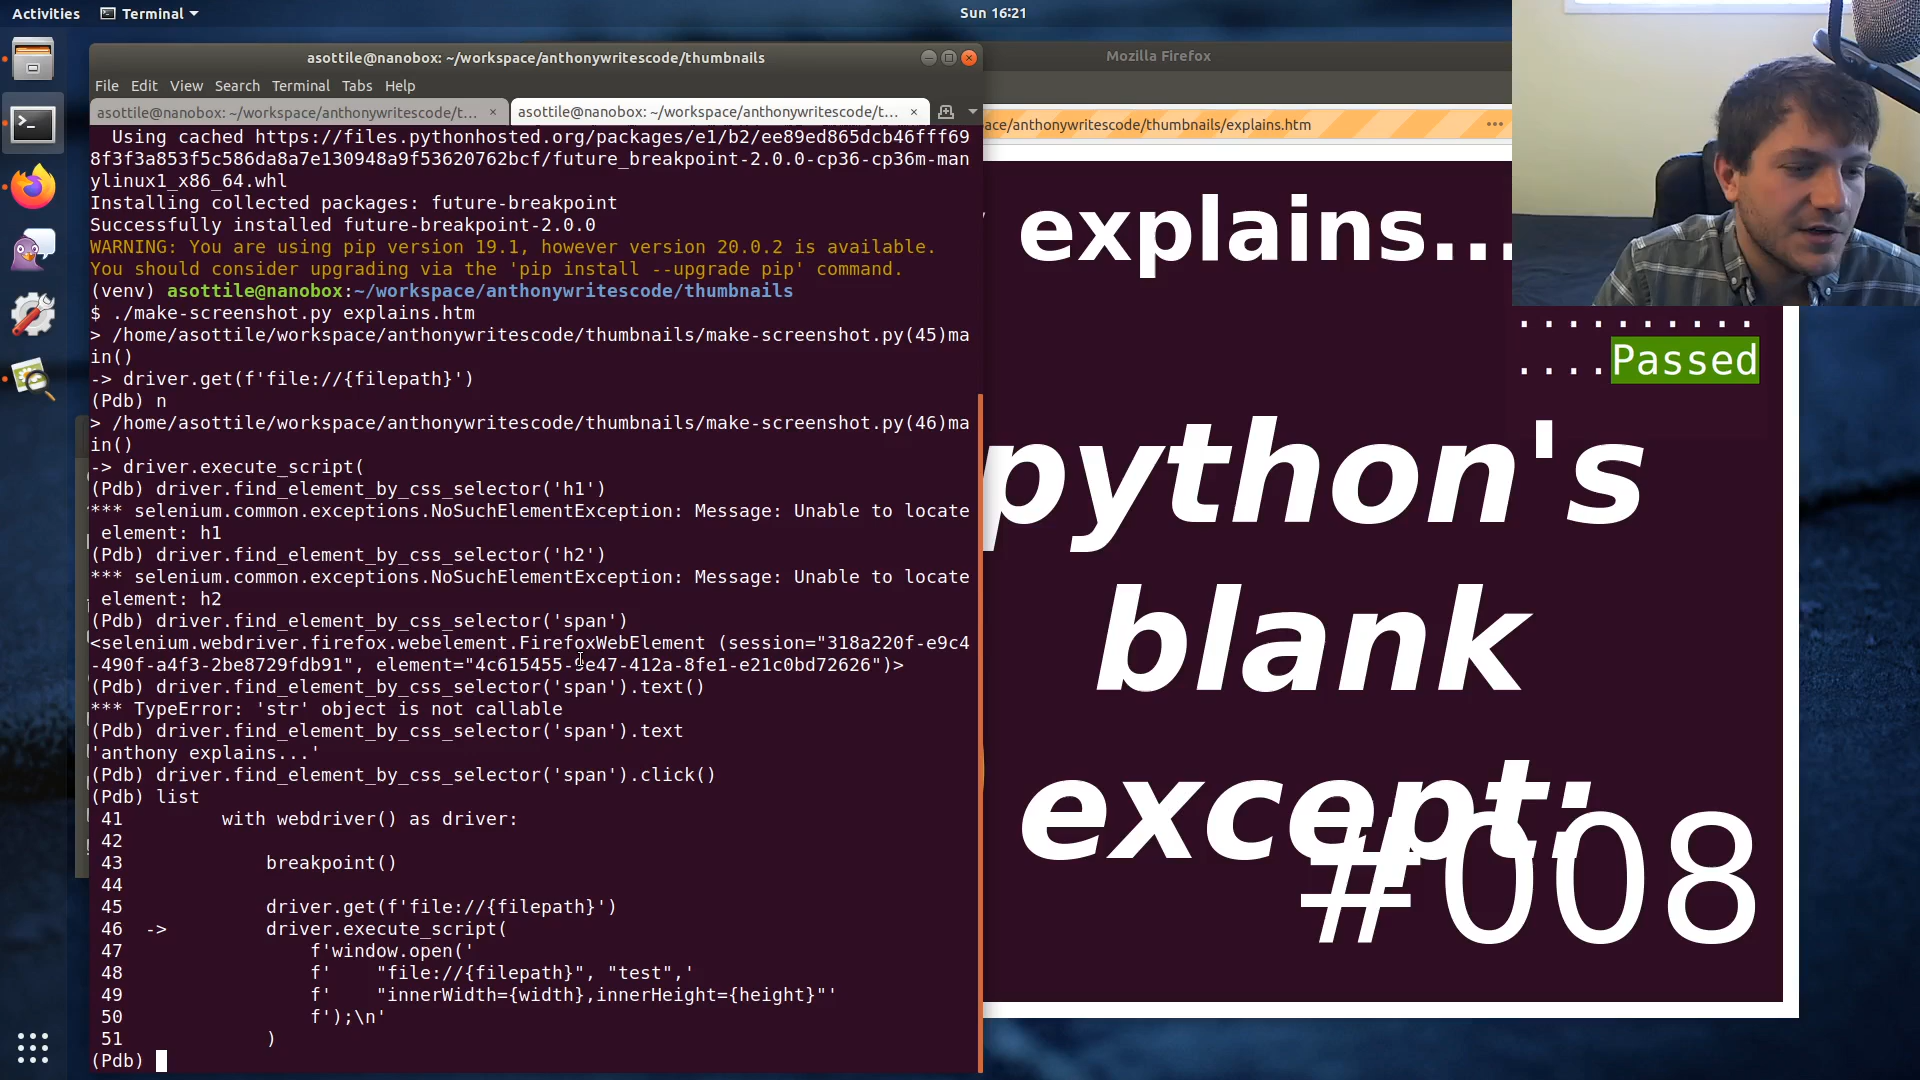 Activities
Terminal
Sun 16:21
asottile@nanobox: ~/workspace/anthonywritescode/thumbnails
Mozilla Firefox
File Edit View Search Terminal Tabs Help
asottile@nanobox: ~/workspace/anthonywritescode/t...
asottile@nanobox: ~/workspace/anthonywritescode/t...
ace/anthonywritescode/thumbnails/explains.htm
Using cached https://files.pythonhosted.org/packages/e1/b2/ee89ed865dcb46fff69
8f3f3a853f5c586da8a7e130948a9f53620762bcf/future_breakpoint-2.0.0-cp36-cp36m-man
ylinux1_x86_64.whl
Installing collected packages: future-breakpoint
Successfully installed future-breakpoint-2.0.0
WARNING: You are using pip version 19.1, however version 20.0.2 is available.
You should consider upgrading via the 'pip install --upgrade pip' command.
(venv) asottile@nanobox:~/workspace/anthonywritescode/thumbnails
$ ./make-screenshot.py explains.htm
> /home/asottile/workspace/anthonywritescode/thumbnails/make-screenshot.py(45)ma
in()
-> driver.get(f'file://{filepath}')
(Pdb) n
> /home/asottile/workspace/anthonywritescode/thumbnails/make-screenshot.py(46)ma
in()
-> driver.execute_script(
(Pdb) driver.find_element_by_css_selector('h1')
*** selenium.common.exceptions.NoSuchElementException: Message: Unable to locate
 element: h1
(Pdb) driver.find_element_by_css_selector('h2')
*** selenium.common.exceptions.NoSuchElementException: Message: Unable to locate
 element: h2
(Pdb) driver.find_element_by_css_selector('span')
<selenium.webdriver.firefox.webelement.FirefoxWebElement (session="318a220f-e9c4
-490f-a4f3-2be8729fdb91", element="4c615455-9e47-412a-8fe1-e21c0bd72626")>
(Pdb) driver.find_element_by_css_selector('span').text()
*** TypeError: 'str' object is not callable
(Pdb) driver.find_element_by_css_selector('span').text
'anthony explains...'
(Pdb) driver.find_element_by_css_selector('span').click()
(Pdb) list
41 with webdriver() as driver:
42
43 breakpoint()
44
45 driver.get(f'file://{filepath}')
46 -> driver.execute_script(
47 f'window.open('
48 f'    "file://{filepath}", "test",'
49 f'    "innerWidth={width},innerHeight={height}"'
50 f');\n'
51 )
(Pdb)
explains...
..........
....Passed
python's
blank
except:
#008